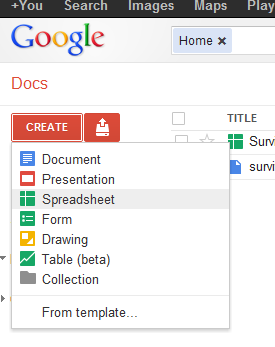 +You Search Images Maps Play
Google
Home ×
Docs
CREATE
TITLE
Document
Survi
Presentation
survi
Spreadsheet
Form
Drawing
Table (beta)
Collection
From template...